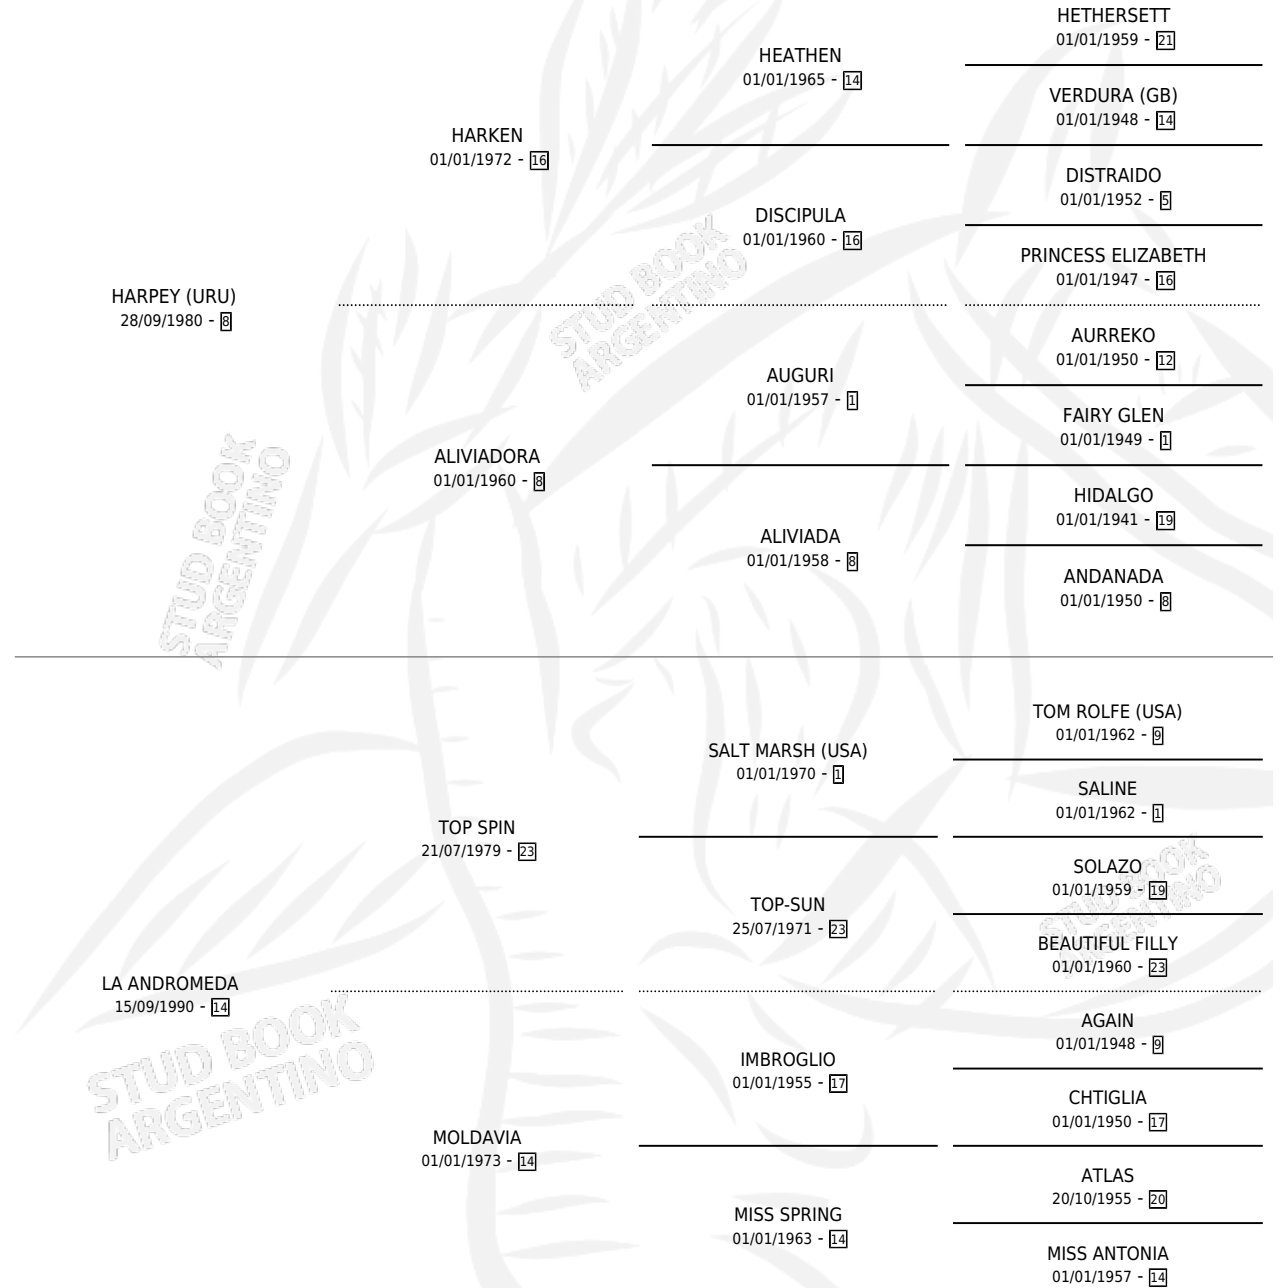 HETHERSETT
01/01/1959 - 21
HEATHEN
01/01/1965 - 14
VERDURA (GB)
01/01/1948 - 14
HARKEN
01/01/1972 - 16
DISTRAIDO
01/01/1952 - 5
DISCIPULA
01/01/1960 - 16
PRINCESS ELIZABETH
01/01/1947 - 16
HARPEY (URU)
28/09/1980 - 8
STUD BOOK
ARGENTINO
AURREKO
01/01/1950 - 12
AUGURI
01/01/1957 - 1
FAIRY GLEN
01/01/1949 - 1
ALIVIADORA
01/01/1960 - 8
HIDALGO
01/01/1941 - 19
ALIVIADA
01/01/1958 - 8
ANDANADA
01/01/1950 - 8
STUD BOOK
ARGENTINO
TOM ROLFE (USA)
01/01/1962 - 9
SALT MARSH (USA)
01/01/1970 - 1
SALINE
01/01/1962 - 1
TOP SPIN
21/07/1979 - 23
SOLAZO
01/01/1959 - 19
TOP-SUN
25/07/1971 - 23
BEAUTIFUL FILLY
01/01/1960 - 23
STUD BOOK
ARGENTINO
LA ANDROMEDA
15/09/1990 - 14
AGAIN
01/01/1948 - 9
IMBROGLIO
01/01/1955 - 17
CHTIGLIA
01/01/1950 - 17
STUD BOOK
ARGENTINO
MOLDAVIA
01/01/1973 - 14
ATLAS
20/10/1955 - 20
MISS SPRING
01/01/1963 - 14
MISS ANTONIA
01/01/1957 - 14